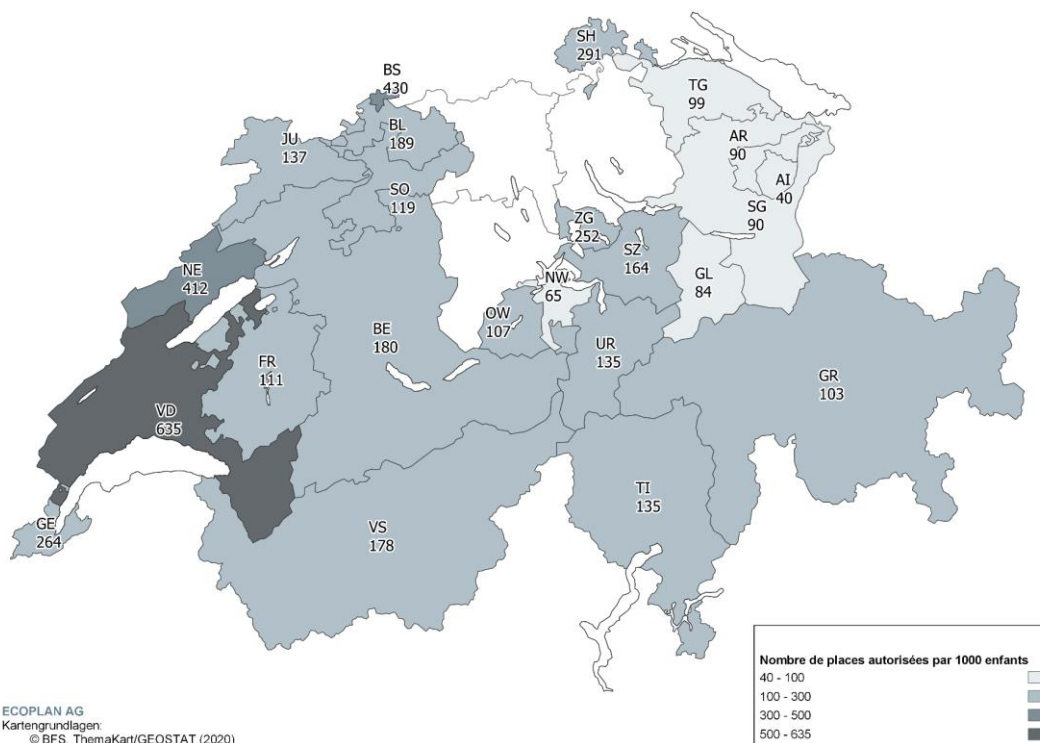 SH
291
BS
430
TG
99
BL
189
AR
90
JU
137
AI
40
SO
119
SG
90
ZG
252
SZ
164
NE
412
NW
65
GL
84
OW
107
BE
180
UR
135
FR
111
GR
103
VD
635
TI
135
GE
264
VS
178
Nombre de places autorisées par 1000 enfants
40 - 100
100 - 300
300 - 500
500 - 635
ECOPLAN AG
Kartengrundlagen:
© BFS, ThemaKart/GEOSTAT (2020)